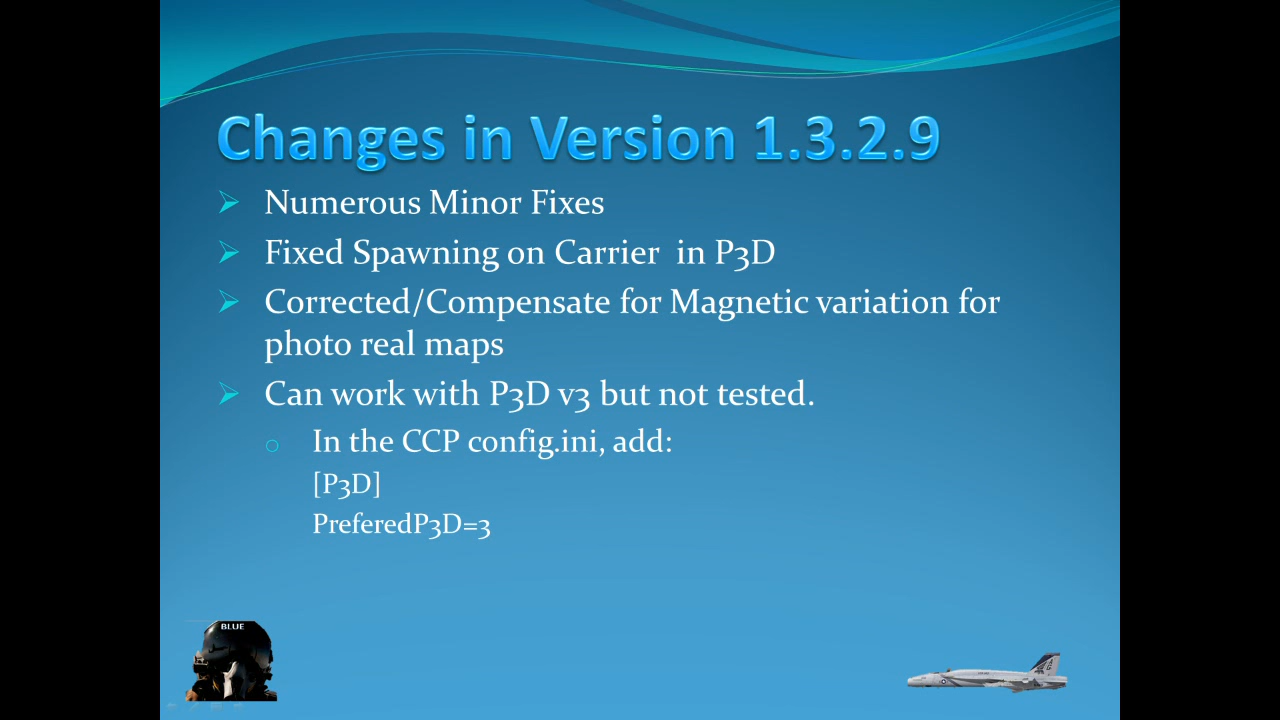 Changes in Version 1.3.2.9
Numerous Minor Fixes
Fixed Spawning on Carrier  in P3D
Corrected/Compensate for Magnetic variation for
photo real maps
Can work with P3D v3 but not tested.
In the CCP config.ini, add:
[P3D]
PreferedP3D=3
BLUE